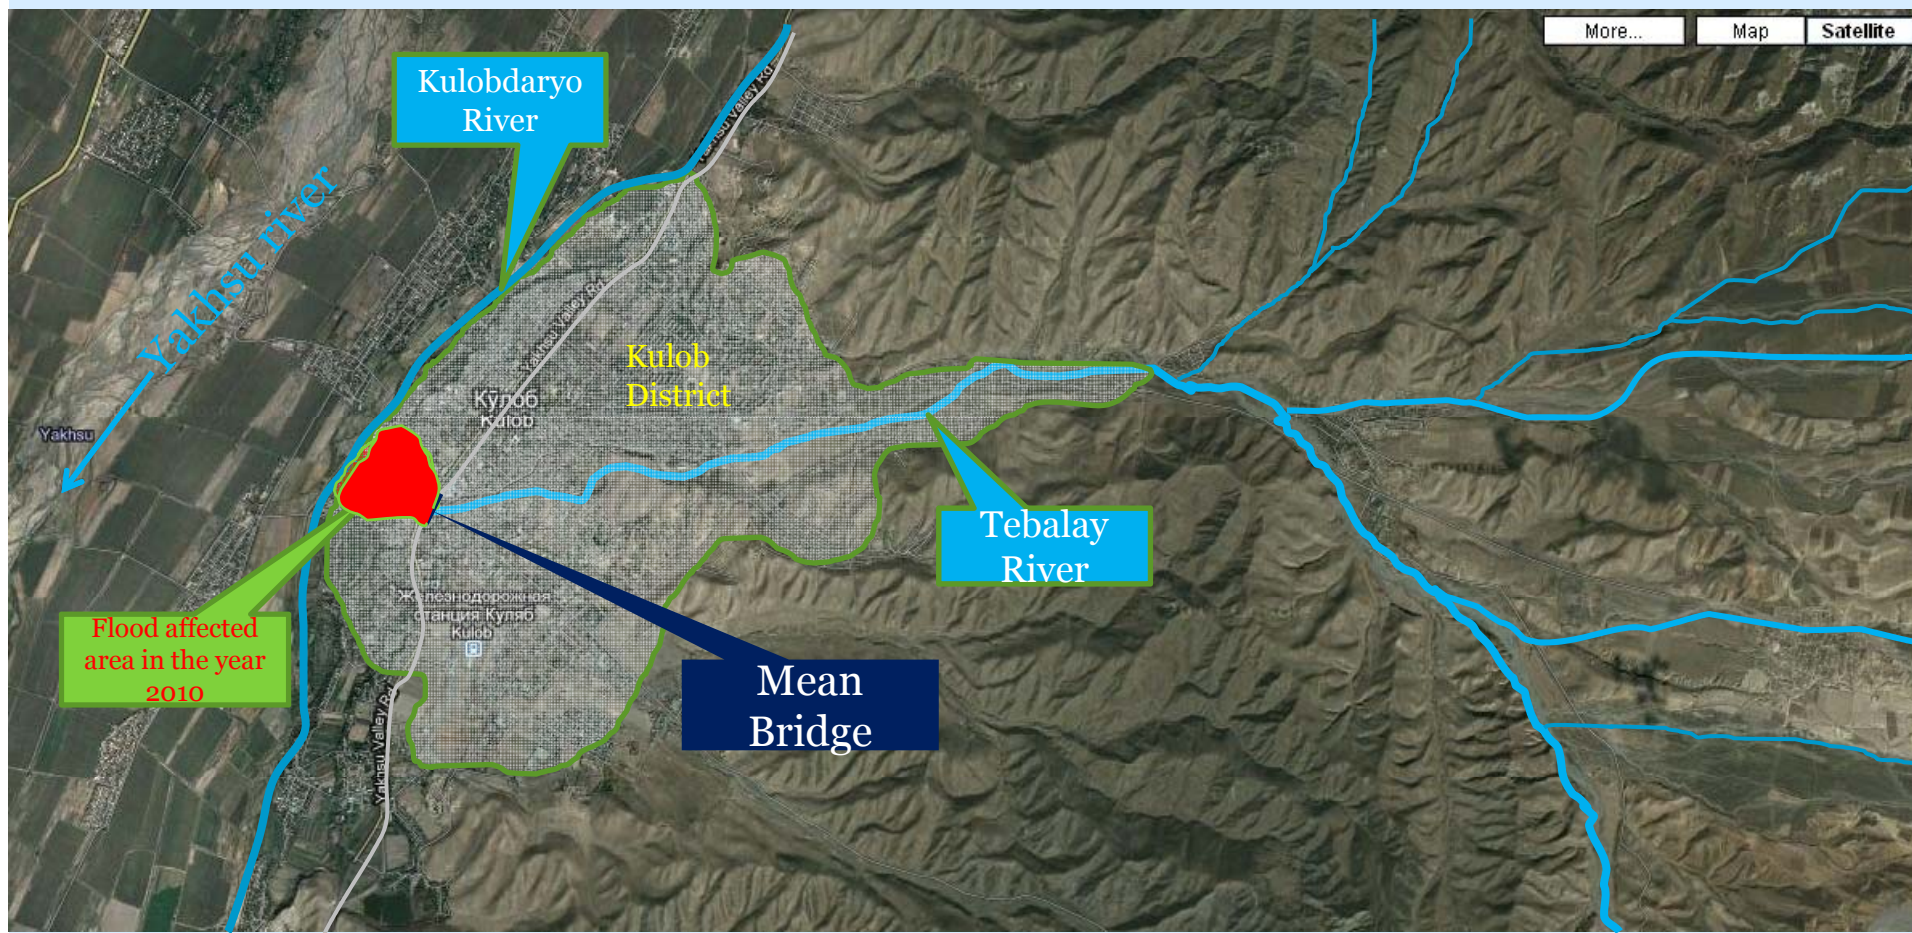 More...
Map
Satellite
Kulobdaryo
River
Yakhsu Valley Rd
Yakhsu river
Yakhsu Valley Rd
Kulob
District
Кӯлоб
Kulob
Yakhsu
Tebalay
River
Железнодорожная
станция Куляб
Kulob
Flood affected
area in the year
2010
Mean
Bridge
Yakhsu Valley Rd